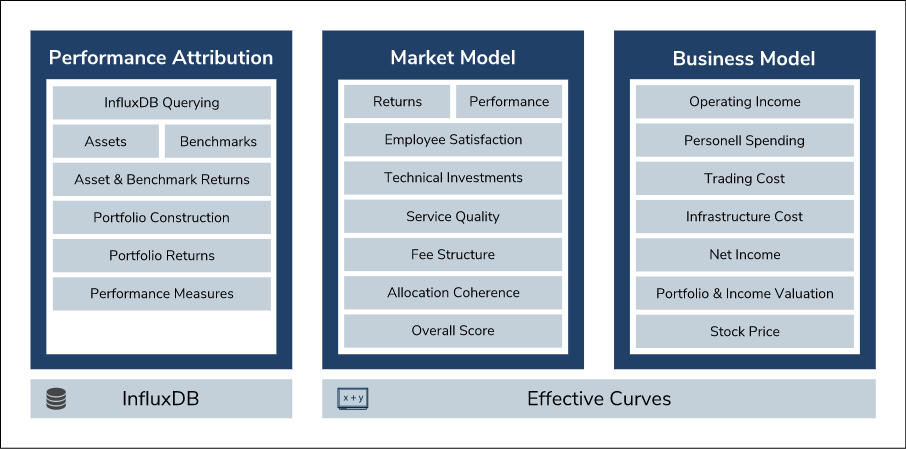 Performance Attribution
InfluxDB Querying
Assets
Benchmarks
Asset & Benchmark Returns
Portfolio Construction
Portfolio Returns
Performance Measures
InfluxDB
Market Model
Returns
Performance
Employee Satisfaction
Technical Investments
Service Quality
Fee Structure
Allocation Coherence
Overall Score
Business Model
Operating Income
Personell Spending
Trading Cost
Infrastructure Cost
Net Income
Portfolio & Income Valuation
Stock Price
x + y
Effective Curves